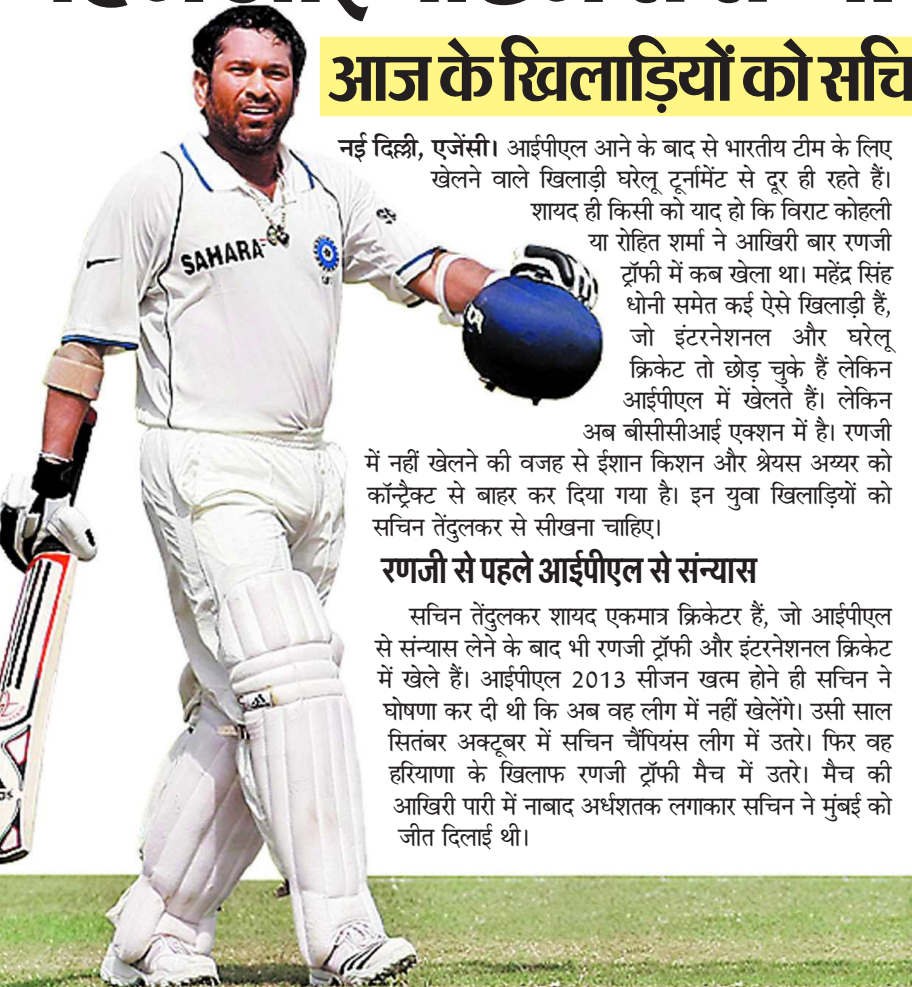 आज के खिलाड़ियों को सचि
नई दिल्ली, एजेंसी। आईपीएल आने के बाद से भारतीय टीम के लिए
खेलने वाले खिलाड़ी घरेलू टूर्नामेंट से दूर ही रहते हैं।
शायद ही किसी को याद हो कि विराट कोहली
या रोहित शर्मा ने आखिरी बार रणजी
ट्रॉफी में कब खेला था। महेंद्र सिंह
धोनी समेत कई ऐसे खिलाड़ी हैं,
जो इंटरनेशनल और घरेलू
क्रिकेट तो छोड़ चुके हैं लेकिन
आईपीएल में खेलते हैं। लेकिन
अब बीसीसीआई एक्शन में है। रणजी
में नहीं खेलने की वजह से ईशान किशन और श्रेयस अय्यर को
कॉन्ट्रैक्ट से बाहर कर दिया गया है। इन युवा खिलाड़ियों को
सचिन तेंदुलकर से सीखना चाहिए।
रणजी से पहले आईपीएल से संन्यास
सचिन तेंदुलकर शायद एकमात्र क्रिकेटर हैं, जो आईपीएल
से संन्यास लेने के बाद भी रणजी ट्रॉफी और इंटरनेशनल क्रिकेट
में खेले हैं। आईपीएल 2013 सीजन खत्म होने ही सचिन ने
घोषणा कर दी थी कि अब वह लीग में नहीं खेलेंगे। उसी साल
सितंबर अक्टूबर में सचिन चैंपियंस लीग में उतरे। फिर वह
हरियाणा के खिलाफ रणजी ट्रॉफी मैच में उतरे। मैच की
आखिरी पारी में नाबाद अर्धशतक लगाकार सचिन ने मुंबई को
जीत दिलाई थी।
SAHARA